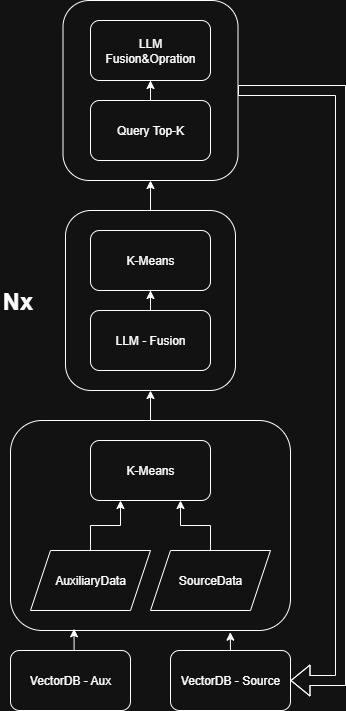 LLM
Fusion&Opration
Query Top-K
Nx
K-Means
LLM - Fusion
K-Means
AuxiliaryData
SourceData
VectorDB - Aux
VectorDB - Source